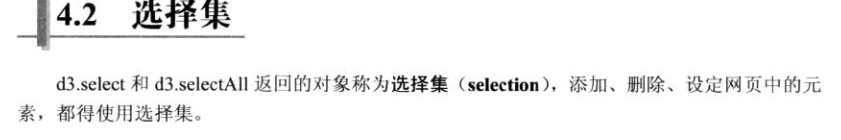 4.2 选择集
d3.select 和 d3.selectAll 返回的对象称为选择集（selection），添加、删除、设定网页中的元
素，都得使用选择集。